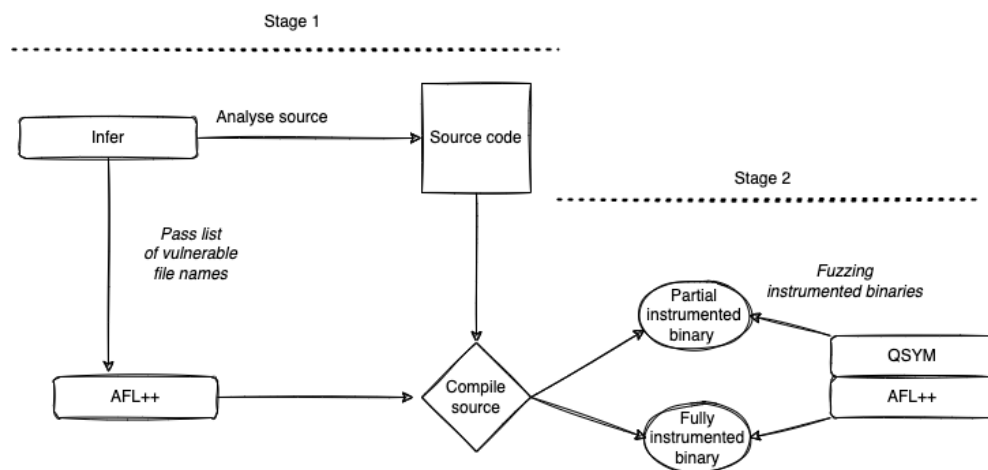 Stage 1
Analyse source
Infer
Source code
Stage 2
Pass list
of vulnerable
file names
Fuzzing
instrumented binaries
Partial
instrumented
binary
QSYM
AFL++
Compile
source
AFL++
Fully
instrumented
binary